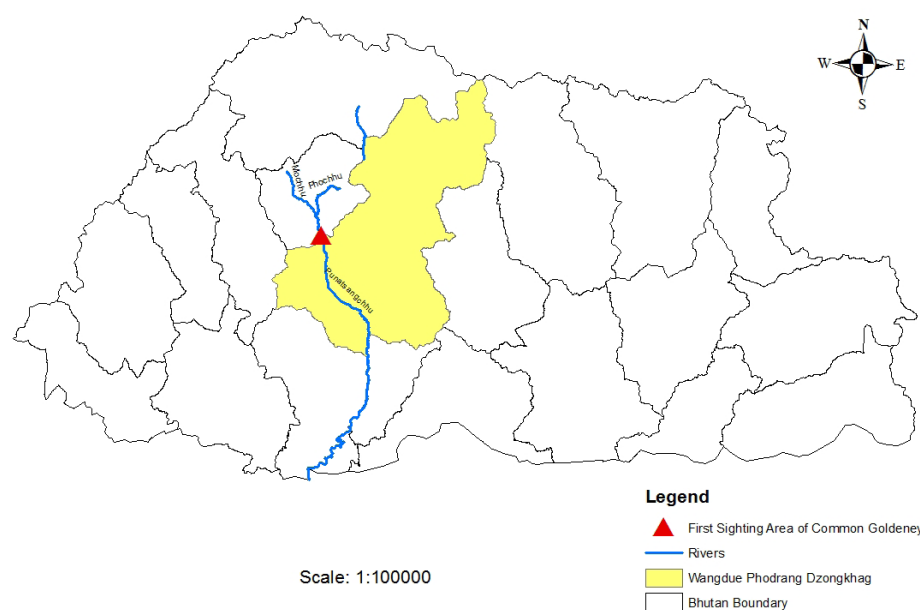 N
W E
S
Mochhu
Phochhu
Punatsangchhu
Legend
First Sighting Area of Common Goldeney
Rivers
Wangdue Phodrang Dzongkhag
Bhutan Boundary
Scale: 1:100000